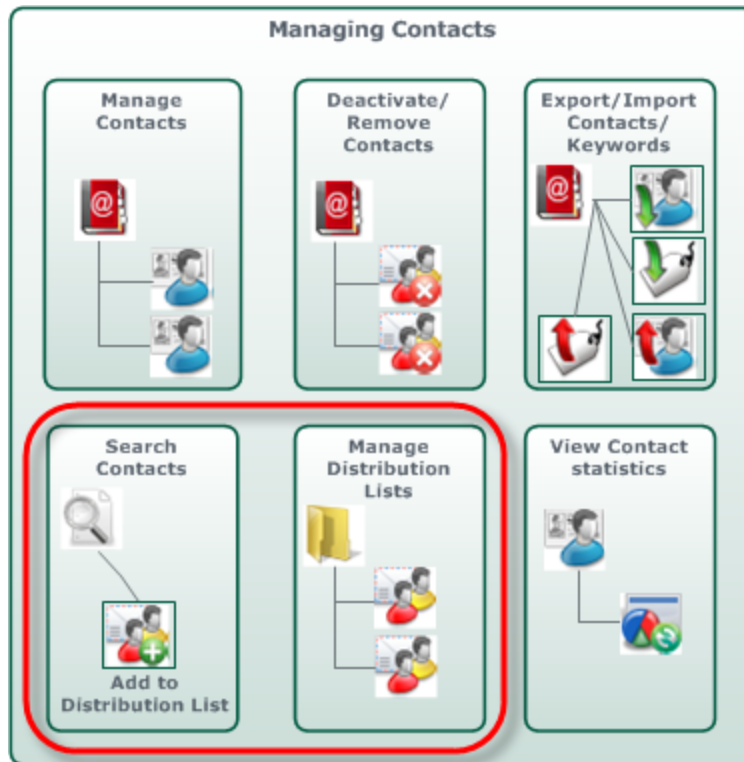 Managing Contacts
Manage
Contacts
Deactivate/
Remove
Contacts
Export/Import
Contacts/
Keywords
@
@
@
Search
Contacts
Add to
Distribution List
Manage
Distribution
Lists
View Contact
statistics